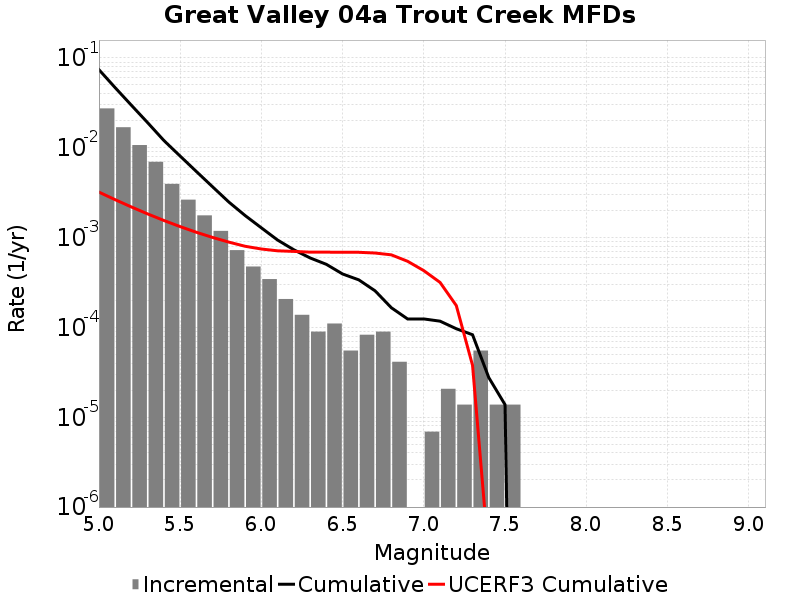 Great Valley 04a Trout Creek MFDs
Rate (1/yr)
10^-1
10^-2
10^-3
10^-4
10^-5
10^-6
5.0 5.5 6.0 6.5 7.0 7.5 8.0 8.5 9.0
Magnitude
Incremental Cumulative UCERF3 Cumulative